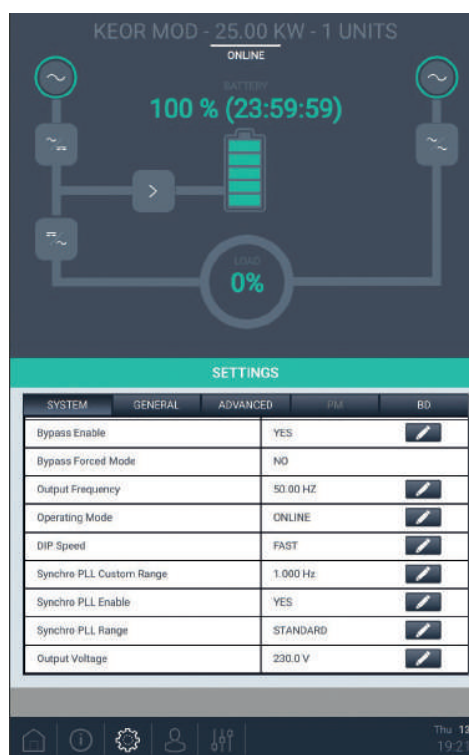 KEOR MOD - 25.00 KW - 1 UNITS
ONLINE
BATTERY
100 % (23:59:59)
LOAD
0%
SETTINGS
SYSTEM GENERAL ADVANCED PM BD
Bypass Enable YES
Bypass Forced Mode NO
Output Frequency 50.00 HZ
Operating Mode ONLINE
DIP Speed FAST
Synchro PLL Custom Range 1.000 Hz
Synchro PLL Enable YES
Synchro PLL Range STANDARD
Output Voltage 230.0 V
Thu